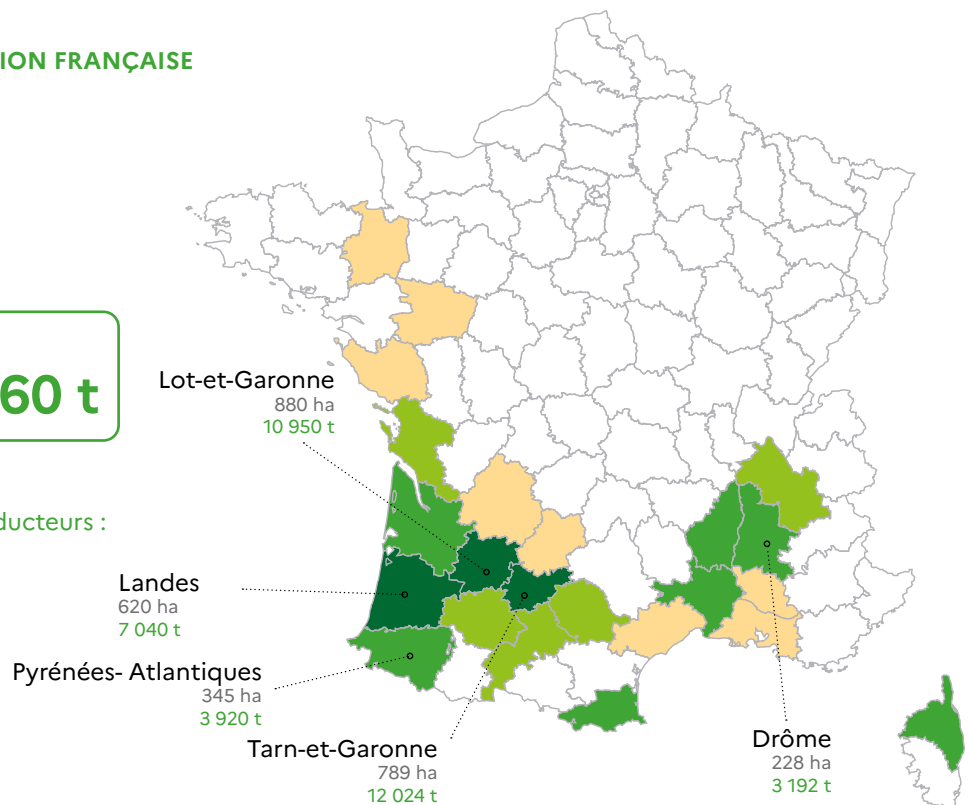 ION FRANÇAISE
60 t
ducteurs :
Lot-et-Garonne
880 ha
10 950 t
Landes
620 ha
7 040 t
Pyrénées- Atlantiques
345 ha
3 920 t
Tarn-et-Garonne
789 ha
12 024 t
Drôme
228 ha
3 192 t